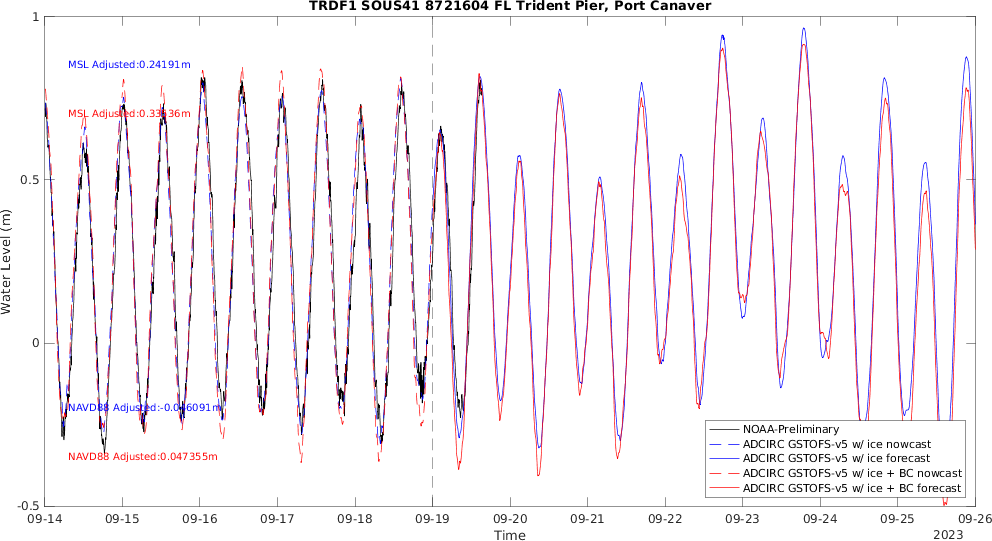 TRDF1 SOUS41 8721604 FL Trident Pier, Port Canaver
1
0.5
0
-0.5
Water Level (m)
MSL Adjusted:0.24191m
NAVD88
NAVD88 Adjusted:0.047355m
NOAA-Preliminary
ADCIRC GSTOFS-v5 w/ ice nowcast
ADCIRC GSTOFS-v5 w/ ice forecast
ADCIRC GSTOFS-v5 w/ ice + BC nowcast
ADCIRC GSTOFS-v5 w/ ice + BC forecast
09-14 09-15 09-16 09-17 09-18 09-19 09-20 09-21 09-22 09-23 09-24 09-25 09-26
Time
2023